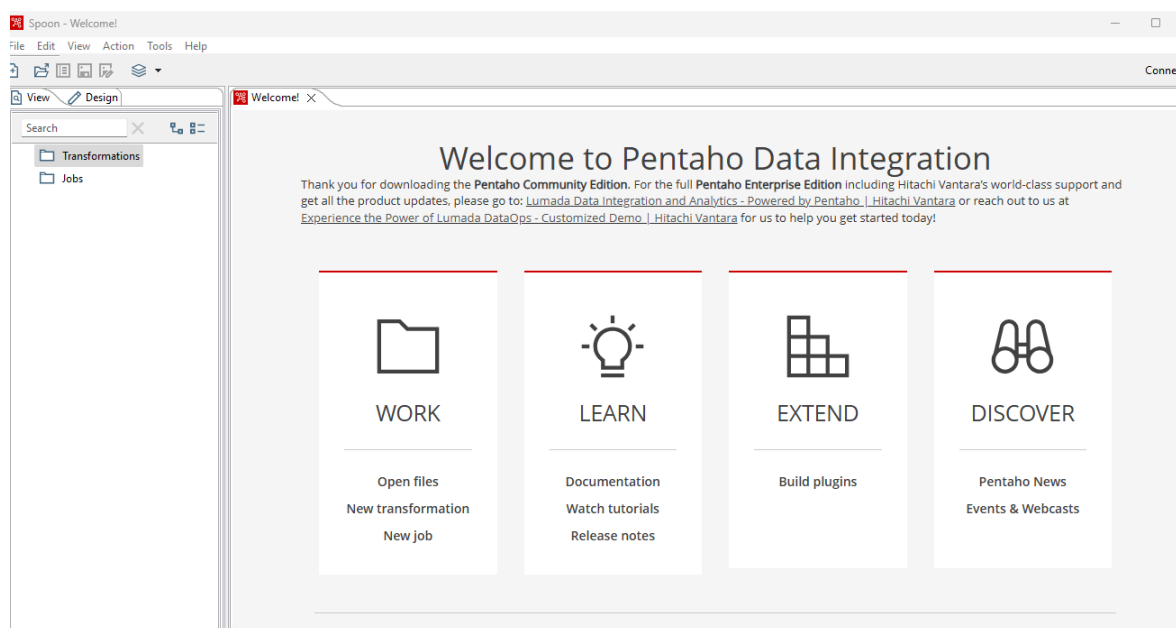 Spoon - Welcome!
File Edit View Action Tools Help
Conne
View Design
Welcome!
Search
Transformations
Jobs
Welcome to Pentaho Data Integration
Thank you for downloading the Pentaho Community Edition. For the full Pentaho Enterprise Edition including Hitachi Vantara's world-class support and
get all the product updates, please go to: Lumada Data Integration and Analytics - Powered by Pentaho | Hitachi Vantara or reach out to us at
Experience the Power of Lumada DataOps - Customized Demo | Hitachi Vantara for us to help you get started today!
WORK
Open files
New transformation
New job
LEARN
Documentation
Watch tutorials
Release notes
EXTEND
Build plugins
DISCOVER
Pentaho News
Events & Webcasts